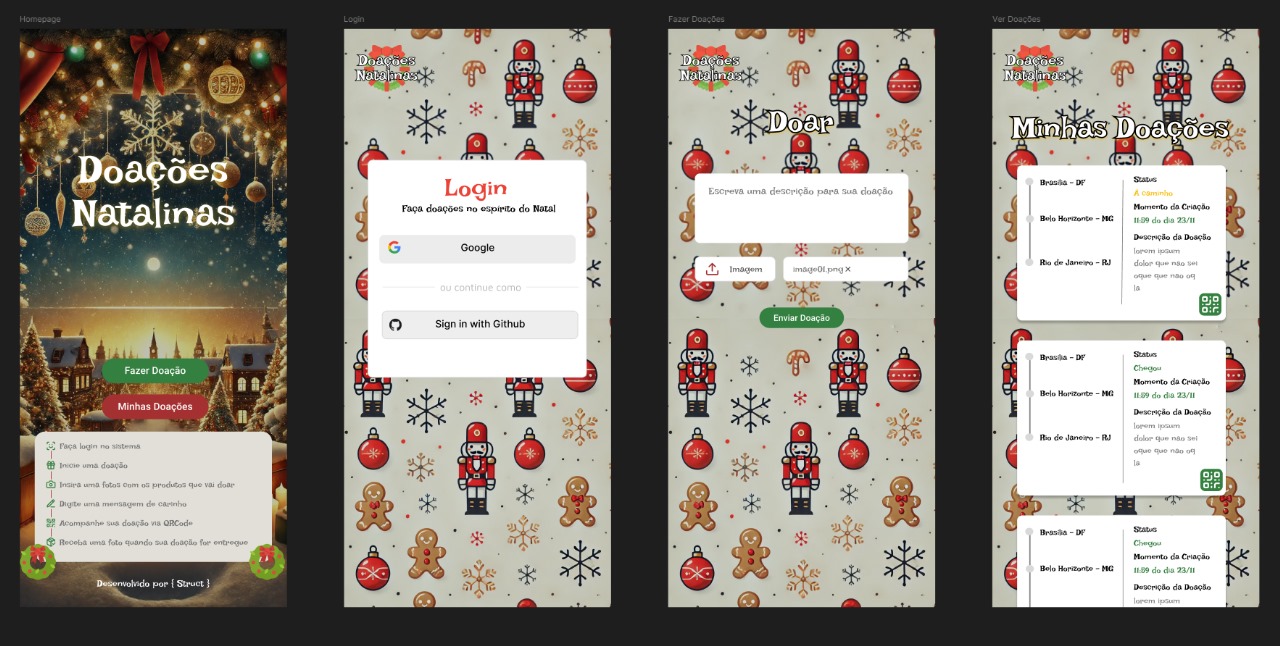 Homepage
Doações
Natalinas
Fazer Doação
Minhas Doações
Faça login no sistema
Inicie uma doação
Insira uma fotos com os produtos que vai doar
Digite uma mensagem de carinho
Acompanhe sua doação via QRCode
Receba uma foto quando sua doação for entregue
Desenvolvido por { Struct }
Login
Doações
Natalinas
Login
Faça doações no espírito do Natal
Google
ou continue como
Sign in with Github
Fazer Doações
Doações
Natalinas
Doar
Escreva uma descrição para sua doação
Imagem
image01.png ×
Enviar Doação
Ver Doações
Doações
Natalinas
Minhas Doações
Brasília - DF
Belo Horizonte - MG
Rio de Janeiro - RJ
Status
A caminho
Momento da Criação
11:59 do dia 23/11
Descrição da Doação
lorem ipsum
dolor que não sei
oque que não oq
la
Brasília - DF
Belo Horizonte - MG
Rio de Janeiro - RJ
Status
Chegou
Momento da Criação
11:59 do dia 23/11
Descrição da Doação
lorem ipsum
dolor que não sei
oque que não oq
la
Brasília - DF
Belo Horizonte - MG
Status
Chegou
Momento da Criação
11:59 do dia 23/11
Descrição da Doação
lorem ipsum